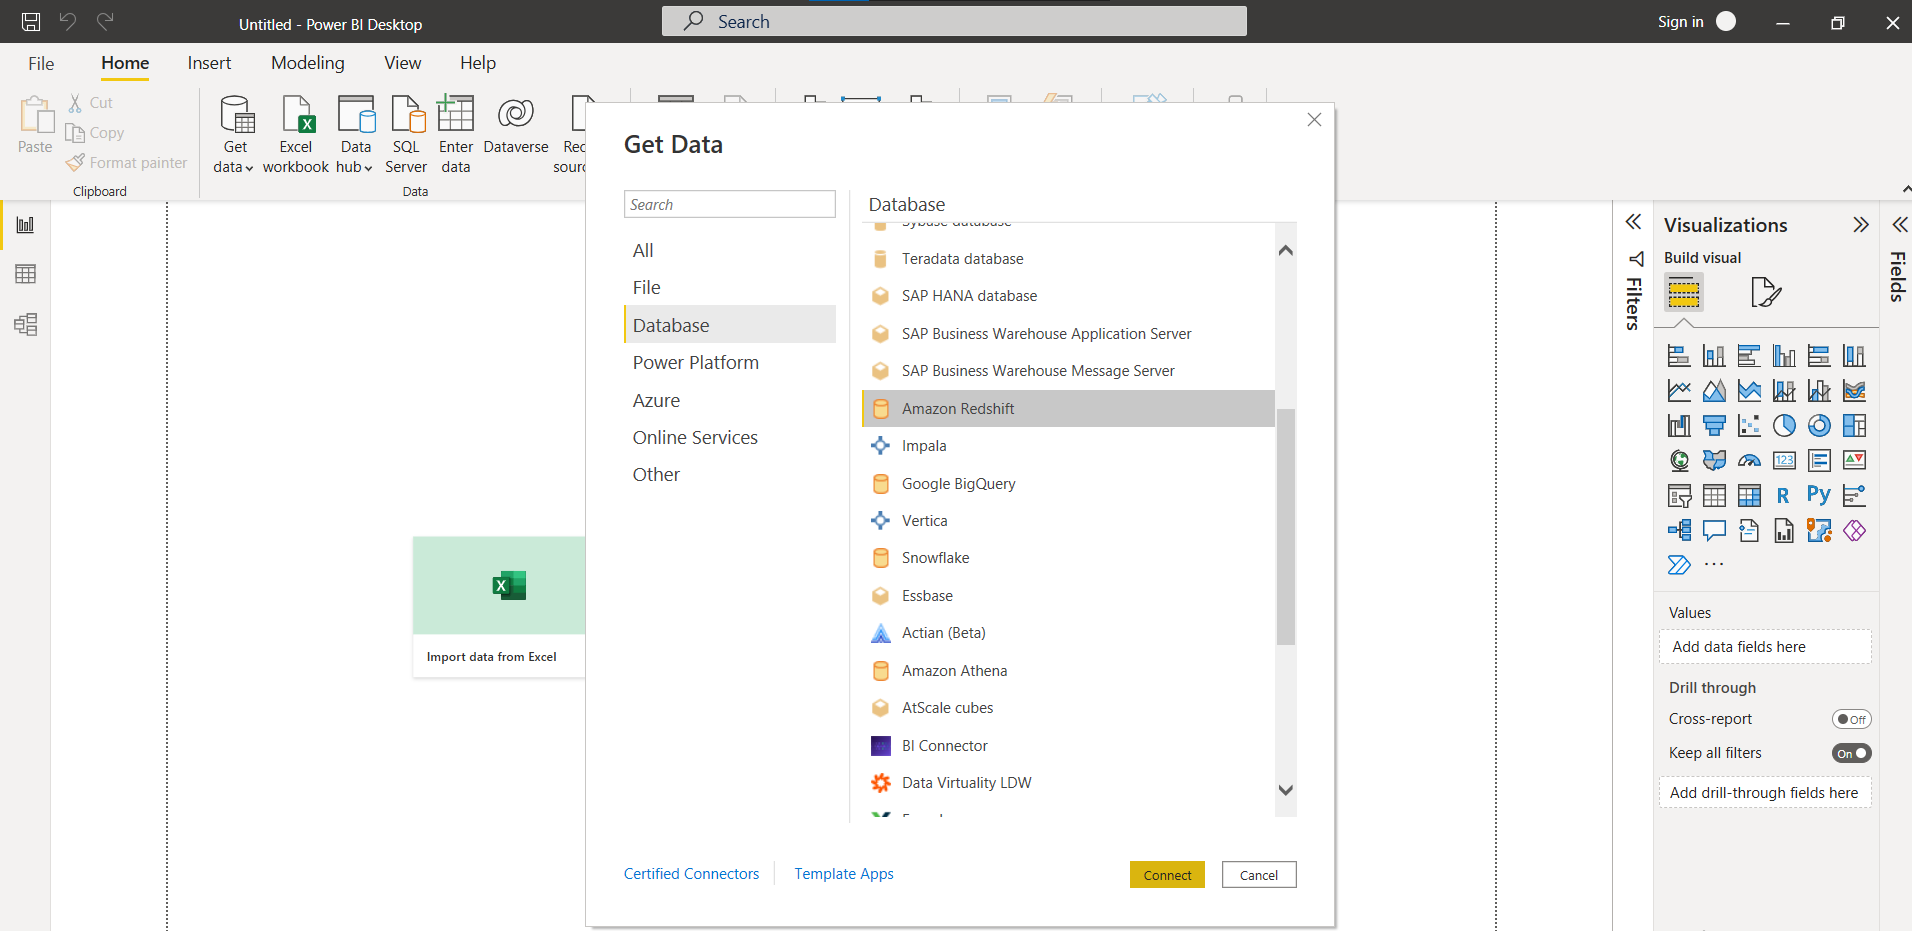 Untitled - Power BI Desktop
Search
Sign in
File
Home
Insert
Modeling
View
Help
Paste
Cut
Copy
Format painter
Clipboard
Get
data
Excel
workbook
Data
hub
SQL
Server
Enter
data
Dataverse
Data
Get Data
Search
All
File
Database
Power Platform
Azure
Online Services
Other
Database
Sybase database
Teradata database
SAP HANA database
SAP Business Warehouse Application Server
SAP Business Warehouse Message Server
Amazon Redshift
Impala
Google BigQuery
Vertica
Snowflake
Essbase
Actian (Beta)
Amazon Athena
AtScale cubes
BI Connector
Data Virtuality LDW
Certified Connectors
Template Apps
Connect
Cancel
Import data from Excel
Filters
Visualizations
Build visual
123
R
Py
...
Values
Add data fields here
Drill through
Cross-report
Off
Keep all filters
On
Add drill-through fields here
Fields